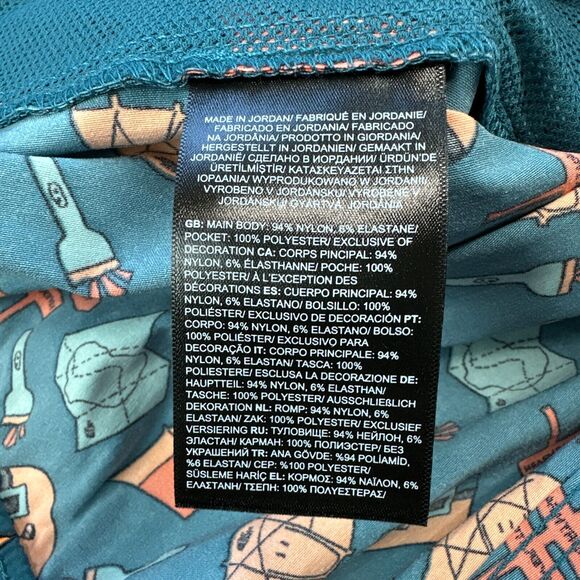 MADE IN JORDAN/ FABRIQUÉ EN JORDANIE/
FABRICADO EN JORDANIA/ FABRICADO
NA JORDÂNIA/ PRODOTTO IN GIORDANIA/
HERGESTELLT IN JORDANIEN/ GEMAAKT IN
JORDANIË/ СДЕЛАНО В ИОРДАНИИ/ ÜRDÜN'DE
ÜRETİLMİŞTİR/ ΚΑΤΑΣΚΕΥΑΖΕΤΑΙ ΣΤΗΝ
ΙΟΡΔΑΝΙΑ/ WYPRODUKOWANO W JORDANII/
VYROBENO V JORDÁNSKU/ VYROBENÉ V
JORDÁNSKU/ GYÁRTVA, JORDÁNIA
GB: MAIN BODY: 94% NYLON, 6% ELASTANE/
POCKET: 100% POLYESTER/ EXCLUSIVE OF
DECORATION CA: CORPS PINCIPAL: 94%
NYLON, 6% ÉLASTHANNE/ POCHE: 100%
POLYESTER/ À L'EXCEPTION DES
DÉCORATIONS ES: CUERPO PRINCIPAL: 94%
NYLON, 6% ELASTANO/ BOLSILLO: 100%
POLIÉSTER/ EXCLUSIVO DE DECORACIÓN PT:
CORPO: 94% NYLON, 6% ELASTANO/ BOLSO:
100% POLIÉSTER/ EXCLUSIVO PARA
DECORAÇÃO IT: CORPO PRINCIPALE: 94%
NYLON, 6% ELASTAN/ TASCA: 100%
POLIESTERE/ ESCLUSA LA DECORAZIONE DE:
HAUPTTEIL: 94% NYLON, 6% ELASTHAN/
TASCHE: 100% POLYESTER/ AUSSCHLIEßLICH
DEKORATION NL: ROMP: 94% NYLON, 6%
ELASTAAN/ ZAK: 100% POLYESTER/ EXCLUSIEF
VERSIERING RU: ТУЛОВИЩЕ: 94% НЕЙЛОН, 6%
ЭЛАСТАН/ КАРМАН: 100% ПОЛИЭСТЕР/ БЕЗ
УКРАШЕНИЙ TR: ANA GÖVDE: %94 POLİAMİD,
%6 ELASTAN/ CEP: %100 POLYESTER/
SÜSLEME HARİÇ EL: ΚΟΡΜΟΣ: 94% ΝΑΪΛΟΝ, 6%
ΕΛΑΣΤΑΝΗ/ ΤΣΕΠΗ: 100% ΠΟΛΥΕΣΤΕΡΑΣ/